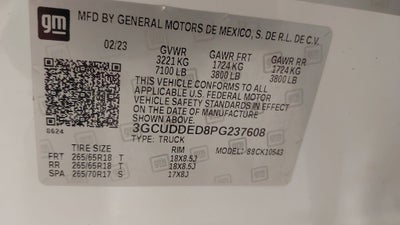 gm
MFD BY GENERAL MOTORS DE MEXICO, S. DE R.L. DE C.V.
02/23 GVWR GAWR FRT GAWR RR
3221 KG 1724 KG 1724 KG
7100 LB 3800 LB 3800 LB
THIS VEHICLE CONFORMS TO ALL
APPLICABLE U.S. FEDERAL MOTOR
VEHICLE SAFETY STANDARDS IN EFFECT
ON THE DATE OF MANUFACTURE
SHOWN ABOVE.
3GCUDDED8PG237608
TYPE: TRUCK MODEL: CK10543
TIRE SIZE RIM
FRT 265/65R18 T 18X8.5J
RR 265/65R18 T 18X8.5J
SPA 265/70R17 S 17X8J